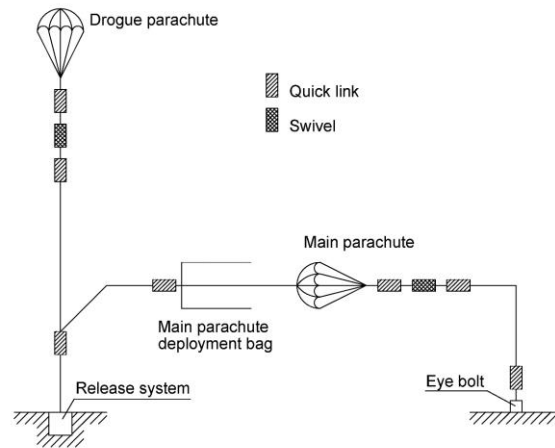 Drogue parachute
Quick link
Swivel
Main parachute
Main parachute
deployment bag
Release system
Eye bolt